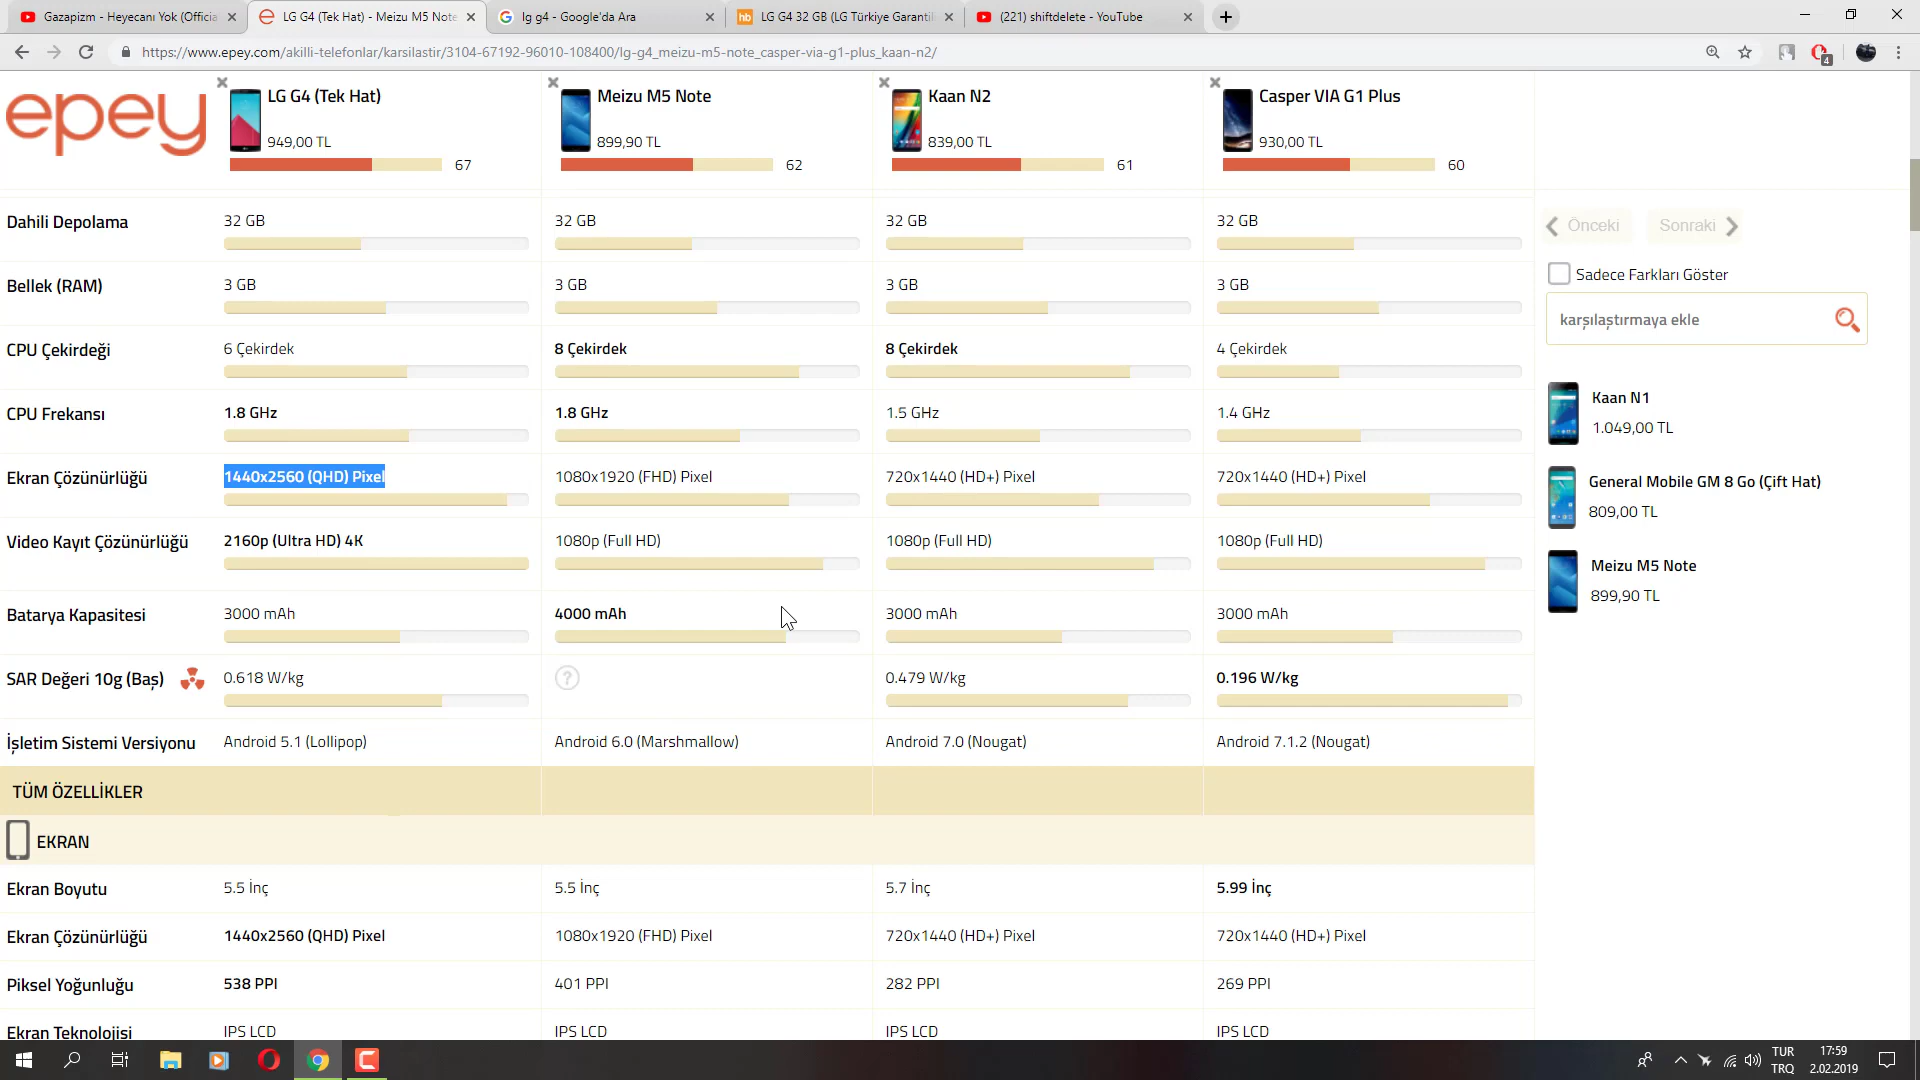 Gazapizm - Heyecanı Yok (Officia
LG G4 (Tek Hat) - Meizu M5 Note
lg g4 - Google'da Ara
LG G4 32 GB (LG Türkiye Garantil
(221) shiftdelete - YouTube
https://www.epey.com/akilli-telefonlar/karsilastir/3104-67192-96010-108400/lg-g4_meizu-m5-note_casper-via-g1-plus_kaan-n2/
4
epey
LG G4 (Tek Hat)
949,00 TL
67
Meizu M5 Note
899,90 TL
62
Kaan N2
839,00 TL
61
Casper VIA G1 Plus
930,00 TL
60
Dahili Depolama 32 GB 32 GB 32 GB 32 GB
Bellek (RAM) 3 GB 3 GB 3 GB 3 GB
CPU Çekirdeği 6 Çekirdek 8 Çekirdek 8 Çekirdek 4 Çekirdek
CPU Frekansı 1.8 GHz 1.8 GHz 1.5 GHz 1.4 GHz
Ekran Çözünürlüğü 1440x2560 (QHD) Pixel 1080x1920 (FHD) Pixel 720x1440 (HD+) Pixel 720x1440 (HD+) Pixel
Video Kayıt Çözünürlüğü 2160p (Ultra HD) 4K 1080p (Full HD) 1080p (Full HD) 1080p (Full HD)
Batarya Kapasitesi 3000 mAh 4000 mAh 3000 mAh 3000 mAh
SAR Değeri 10g (Baş) 0.618 W/kg ? 0.479 W/kg 0.196 W/kg
İşletim Sistemi Versiyonu Android 5.1 (Lollipop) Android 6.0 (Marshmallow) Android 7.0 (Nougat) Android 7.1.2 (Nougat)
TÜM ÖZELLİKLER
EKRAN
Ekran Boyutu 5.5 İnç 5.5 İnç 5.7 İnç 5.99 İnç
Ekran Çözünürlüğü 1440x2560 (QHD) Pixel 1080x1920 (FHD) Pixel 720x1440 (HD+) Pixel 720x1440 (HD+) Pixel
Piksel Yoğunluğu 538 PPI 401 PPI 282 PPI 269 PPI
Ekran Teknolojisi IPS LCD IPS LCD IPS LCD IPS LCD
Önceki Sonraki
Sadece Farkları Göster
karşılaştırmaya ekle
Kaan N1
1.049,00 TL
General Mobile GM 8 Go (Çift Hat)
809,00 TL
Meizu M5 Note
899,90 TL
TUR
TRQ
17:59
2.02.2019